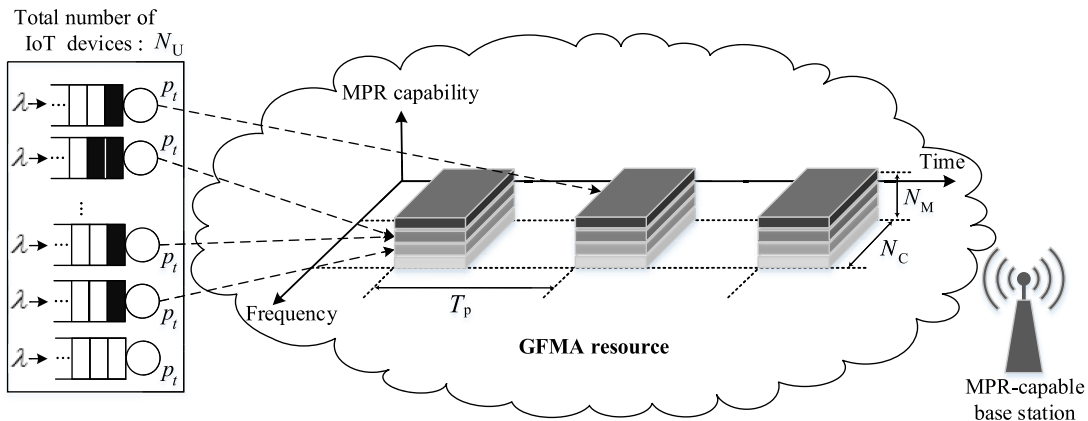 Total number of
IoT devices : N_U
λ ... p_t
λ ... p_t
...
λ ... p_t
λ ... p_t
λ ... p_t
MPR capability
Time
N_M
N_C
Frequency
T_p
GFMA resource
MPR-capable
base station